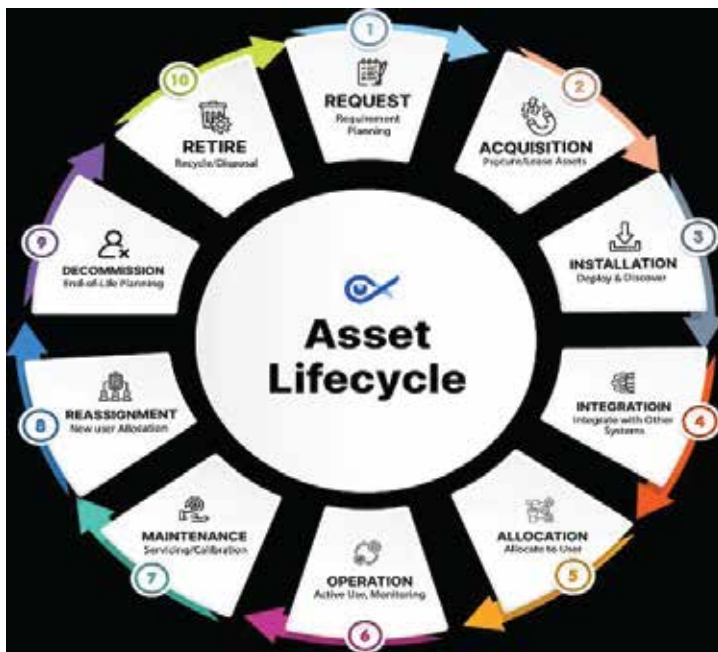 1
REQUEST
Requirement
Planning
2
ACQUISITION
Procure/Lease Assets
3
INSTALLATION
Deploy & Discover
4
INTEGRATIOIN
Integrate with Other
Systems
5
ALLOCATION
Allocate to User
6
OPERATION
Active Use, Monitoring
7
MAINTENANCE
Servicing/Calibration
8
REASSIGNMENT
New user Allocation
9
DECOMMISSION
End-of-Life Planning
10
RETIRE
Recycle/Disposal
Asset
Lifecycle